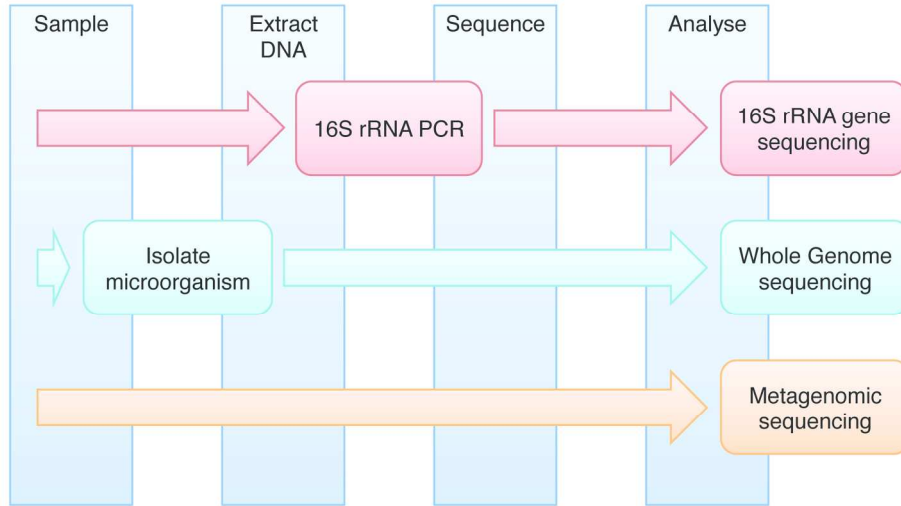 Sample
Extract
DNA
Sequence
Analyse
16S rRNA PCR
16S rRNA gene
sequencing
Isolate
microorganism
Whole Genome
sequencing
Metagenomic
sequencing